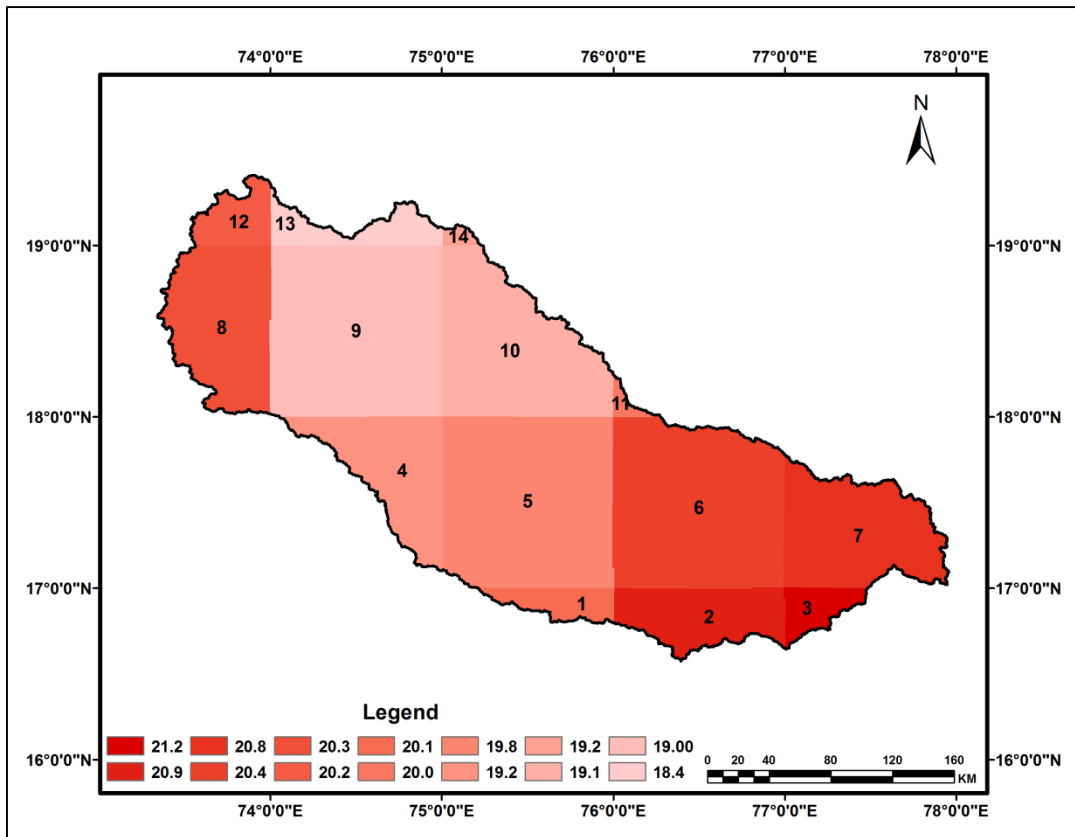 74°0'0"E 75°0'0"E 76°0'0"E 77°0'0"E 78°0'0"E
N
12 13
19°0'0"N 14 19°0'0"N
8 9
10
11
18°0'0"N 18°0'0"N
4
5 6
7
17°0'0"N 17°0'0"N
1 2 3
Legend
21.2 20.8 20.3 20.1 19.8 19.2 19.00
16°0'0"N 0 20 40 80 120 160 16°0'0"N
20.9 20.4 20.2 20.0 19.2 19.1 18.4 KM
74°0'0"E 75°0'0"E 76°0'0"E 77°0'0"E 78°0'0"E